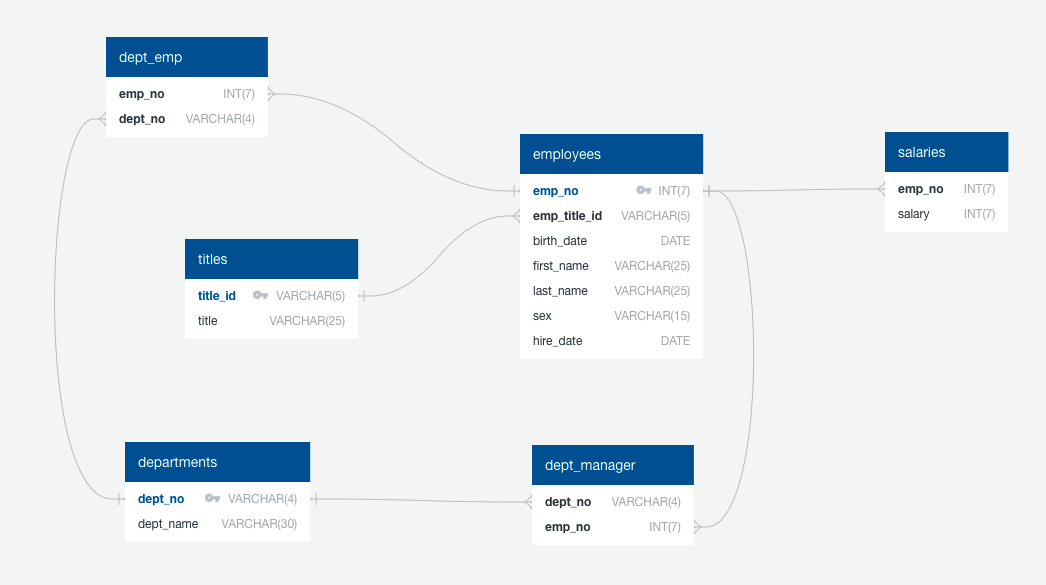 dept_emp
emp_no INT(7)
dept_no VARCHAR(4)
employees
emp_no INT(7)
emp_title_id VARCHAR(5)
birth_date DATE
first_name VARCHAR(25)
last_name VARCHAR(25)
sex VARCHAR(15)
hire_date DATE
salaries
emp_no INT(7)
salary INT(7)
titles
title_id VARCHAR(5)
title VARCHAR(25)
departments
dept_no VARCHAR(4)
dept_name VARCHAR(30)
dept_manager
dept_no VARCHAR(4)
emp_no INT(7)